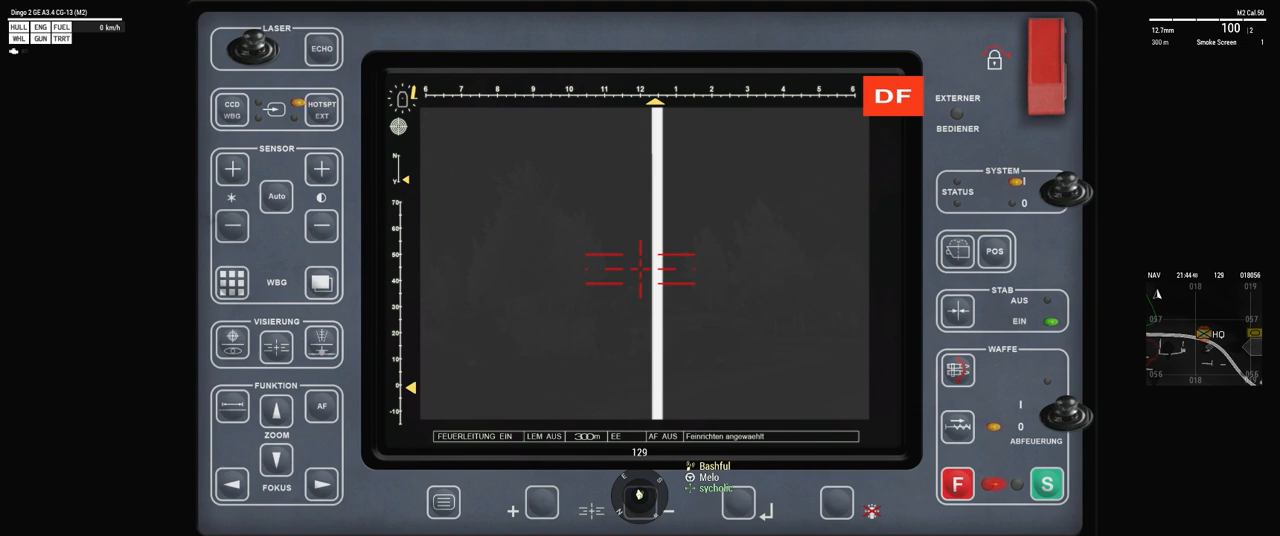 Dingo 2 GE A3.4 CG-13 (M2)
HULL ENG FUEL 0 km/h
WHL GUN TRRT
M2 Cal.50
12.7mm 100 |2
300 m Smoke Screen 1
LASER
ECHO
CCD WBG
HOTSPT EXT
SENSOR
Auto
WBG
VISIERUNG
FUNKTION
AF
ZOOM
FOKUS
6 7 8 9 10 11 12 1 2 3 4 5 6
L
DF
N
Y
70
60
50
40
30
20
10
0
-10
FEUERLEITUNG EIN LEM AUS 300m EE AF AUS Feinrichten angewaehlt
129
Bashful
Melo
sycholic
E S
N
EXTERNER
BEDIENER
SYSTEM
STATUS I
0
POS
STAB
AUS
EIN
WAFFE
I
0
ABFEUERUNG
F S
NAV 21:44:46 129 018056
018 019
057 057
HQ
056 056
018 019